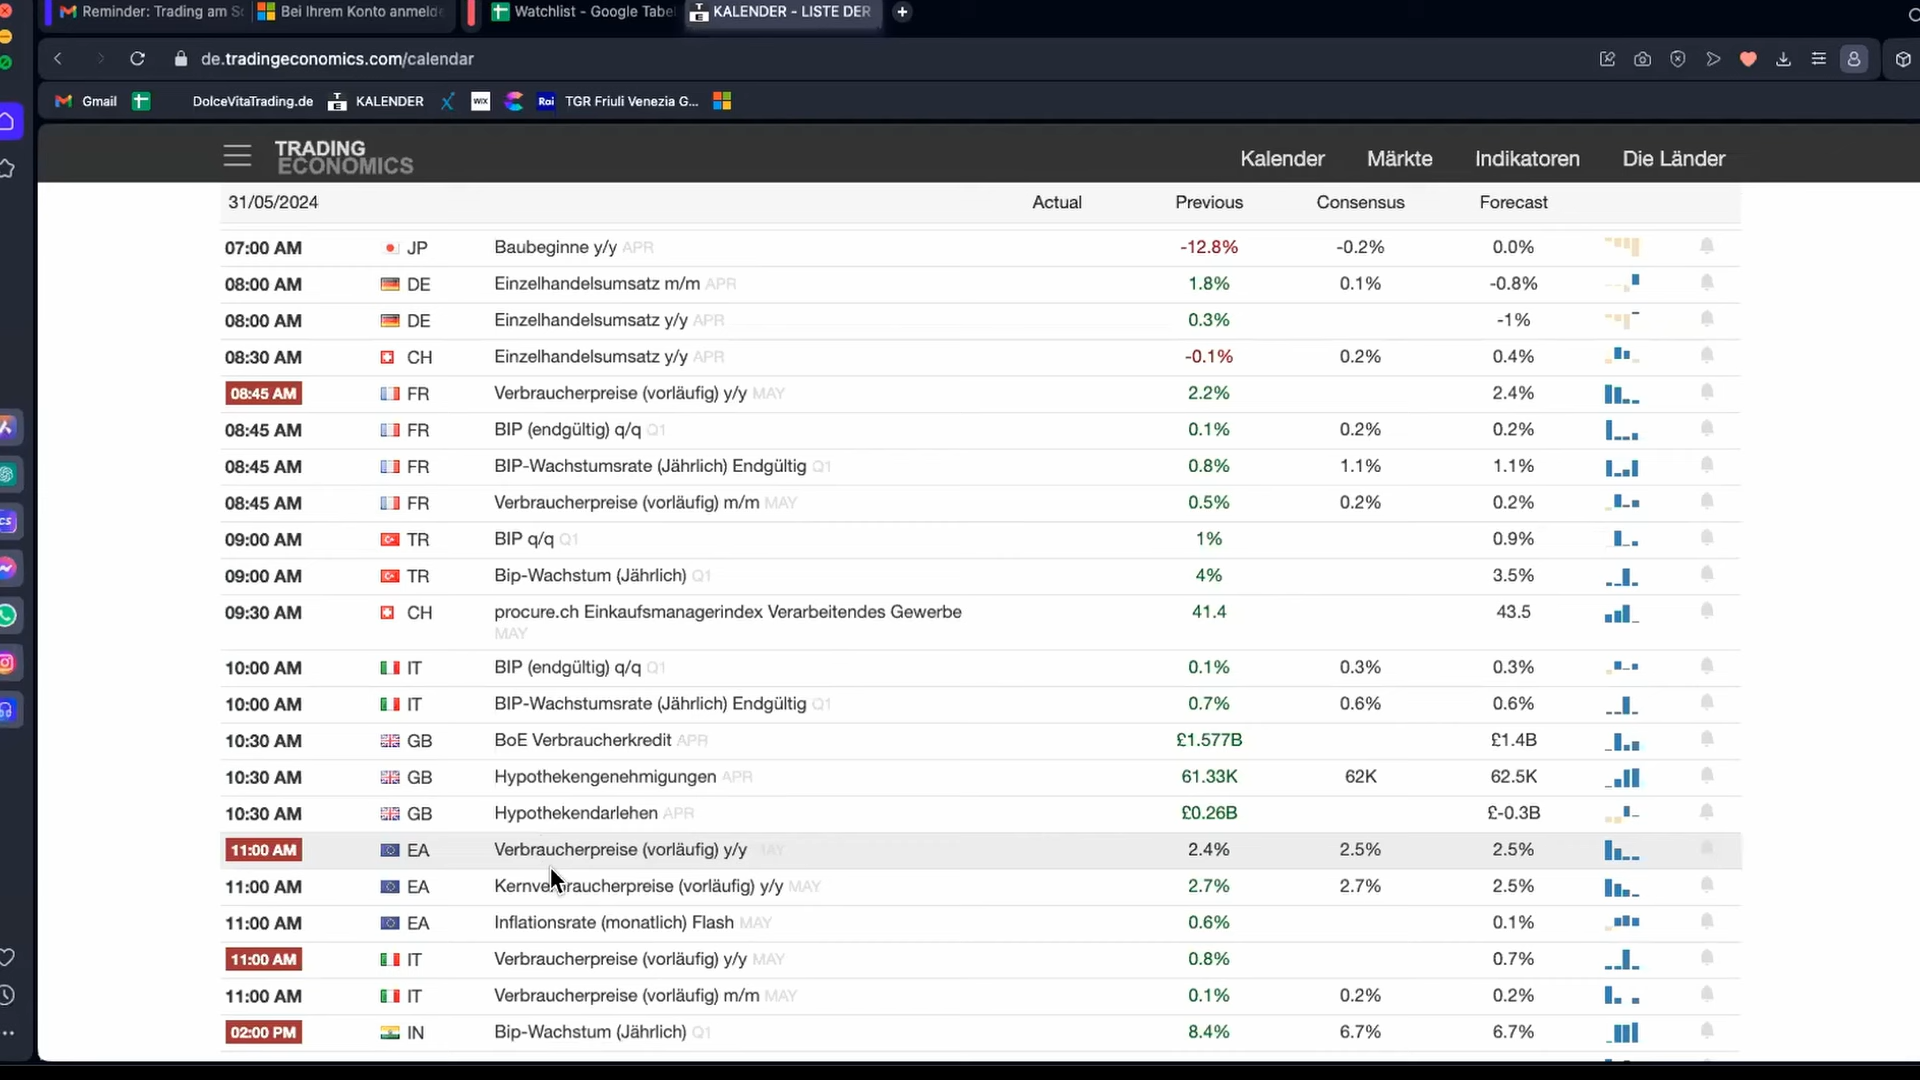 Reminder: Trading am S
Bei Ihrem Konto anmelde
Watchlist - Google Tabel
KALENDER - LISTE DER
de.tradingeconomics.com/calendar
Gmail DolceVitaTrading.de KALENDER WIX Rai TGR Friuli Venezia G...
TRADING
ECONOMICS
Kalender Märkte Indikatoren Die Länder
31/05/2024 Actual Previous Consensus Forecast
07:00 AM JP Baubeginne y/y APR -12.8% -0.2% 0.0%
08:00 AM DE Einzelhandelsumsatz m/m APR 1.8% 0.1% -0.8%
08:00 AM DE Einzelhandelsumsatz y/y APR 0.3% -1%
08:30 AM CH Einzelhandelsumsatz y/y APR -0.1% 0.2% 0.4%
08:45 AM FR Verbraucherpreise (vorläufig) y/y MAY 2.2% 2.4%
08:45 AM FR BIP (endgültig) q/q Q1 0.1% 0.2% 0.2%
08:45 AM FR BIP-Wachstumsrate (Jährlich) Endgültig Q1 0.8% 1.1% 1.1%
08:45 AM FR Verbraucherpreise (vorläufig) m/m MAY 0.5% 0.2% 0.2%
09:00 AM TR BIP q/q Q1 1% 0.9%
09:00 AM TR Bip-Wachstum (Jährlich) Q1 4% 3.5%
09:30 AM CH procure.ch Einkaufsmanagerindex Verarbeitendes Gewerbe 41.4 43.5
MAY
10:00 AM IT BIP (endgültig) q/q Q1 0.1% 0.3% 0.3%
10:00 AM IT BIP-Wachstumsrate (Jährlich) Endgültig Q1 0.7% 0.6% 0.6%
10:30 AM GB BoE Verbraucherkredit APR £1.577B £1.4B
10:30 AM GB Hypothekengenehmigungen APR 61.33K 62K 62.5K
10:30 AM GB Hypothekendarlehen APR £0.26B £-0.3B
11:00 AM EA Verbraucherpreise (vorläufig) y/y MAY 2.4% 2.5% 2.5%
11:00 AM EA Kernverbraucherpreise (vorläufig) y/y MAY 2.7% 2.7% 2.5%
11:00 AM EA Inflationsrate (monatlich) Flash MAY 0.6% 0.1%
11:00 AM IT Verbraucherpreise (vorläufig) y/y MAY 0.8% 0.7%
11:00 AM IT Verbraucherpreise (vorläufig) m/m MAY 0.1% 0.2% 0.2%
02:00 PM IN Bip-Wachstum (Jährlich) Q1 8.4% 6.7% 6.7%